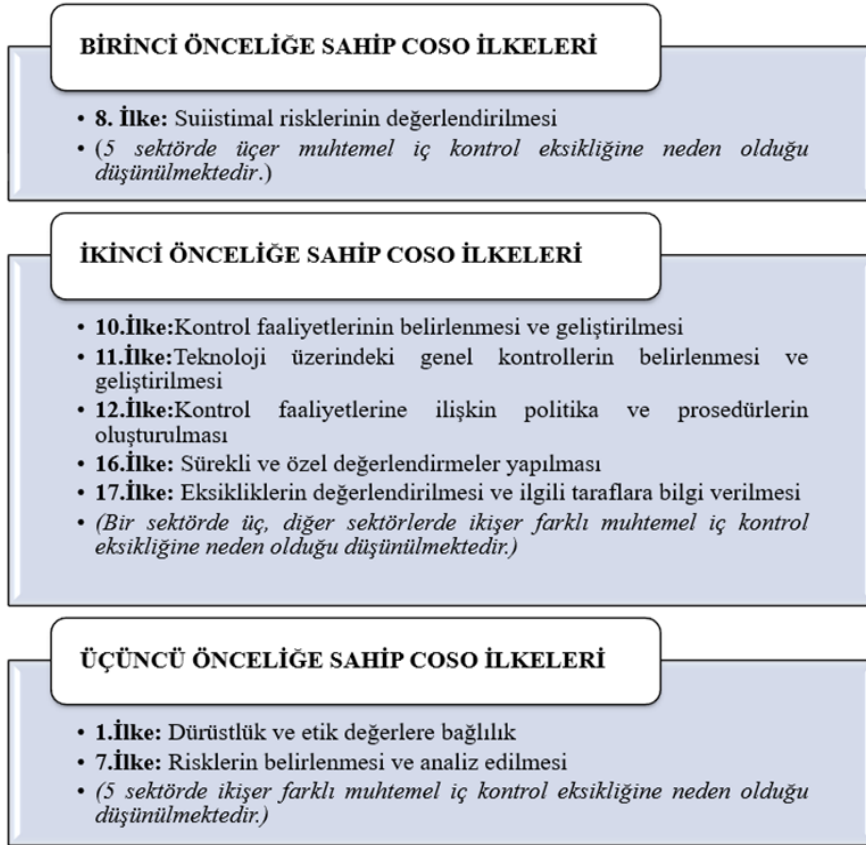 BİRİNCİ ÖNCELİĞE SAHİP COSO İLKELERİ
• 8. İlke: Suiistimal risklerinin değerlendirilmesi
• (5 sektörde üçer muhtemel iç kontrol eksikliğine neden olduğu
düşünülmektedir.)
İKİNCİ ÖNCELİĞE SAHİP COSO İLKELERİ
• 10.İlke:Kontrol faaliyetlerinin belirlenmesi ve geliştirilmesi
• 11.İlke:Teknoloji üzerindeki genel kontrollerin belirlenmesi ve
geliştirilmesi
• 12.İlke:Kontrol faaliyetlerine ilişkin politika ve prosedürlerin
oluşturulması
• 16.İlke: Sürekli ve özel değerlendirmeler yapılması
• 17.İlke: Eksikliklerin değerlendirilmesi ve ilgili taraflara bilgi verilmesi
• (Bir sektörde üç, diğer sektörlerde ikişer farklı muhtemel iç kontrol
eksikliğine neden olduğu düşünülmektedir.)
ÜÇÜNCÜ ÖNCELİĞE SAHİP COSO İLKELERİ
• 1.İlke: Dürüstlük ve etik değerlere bağlılık
• 7.İlke: Risklerin belirlenmesi ve analiz edilmesi
• (5 sektörde ikişer farklı muhtemel iç kontrol eksikliğine neden olduğu
düşünülmektedir.)